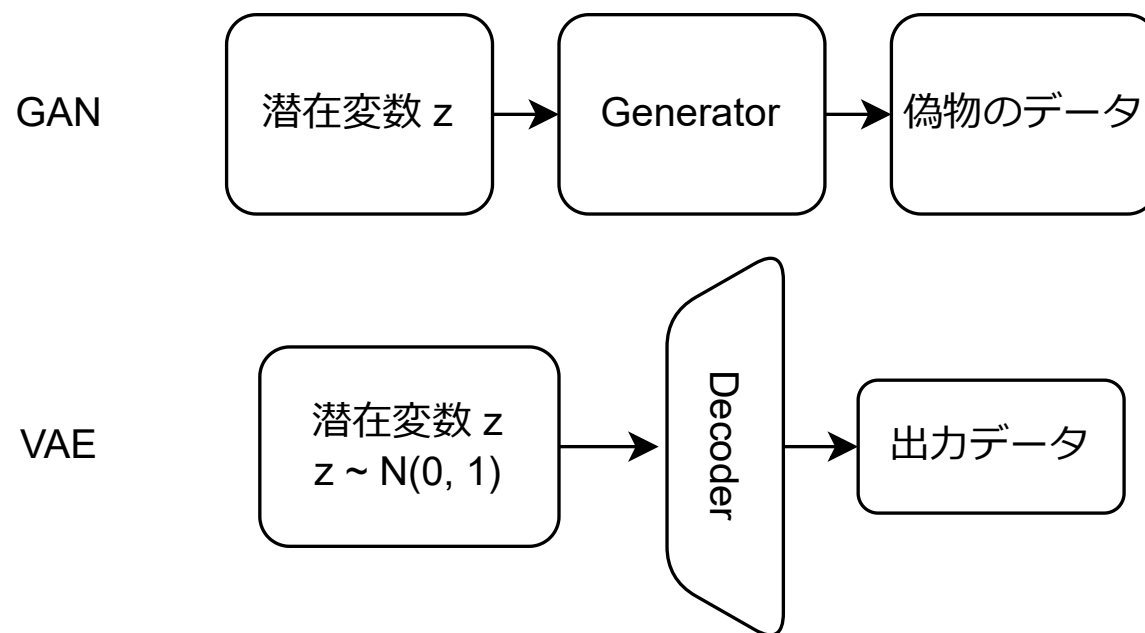 GAN
潜在変数 z
Generator
偽物のデータ
VAE
潜在変数 z
z ~ N(0, 1)
Decoder
出力データ